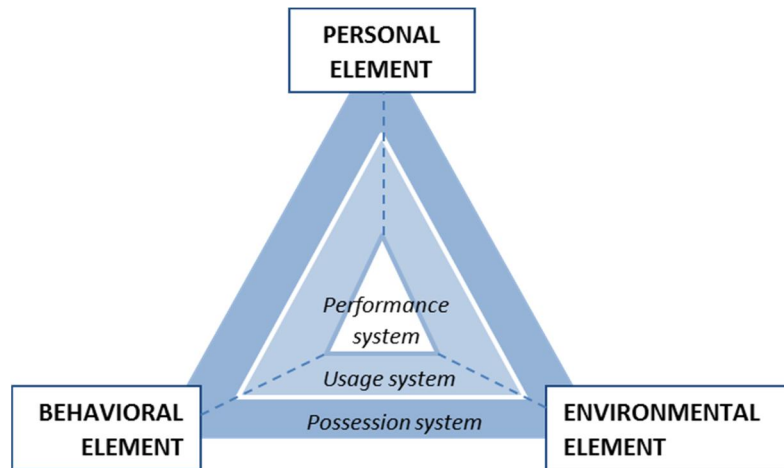 PERSONAL
ELEMENT
Performance
system
Usage system
BEHAVIORAL
ELEMENT
Possession system
ENVIRONMENTAL
ELEMENT